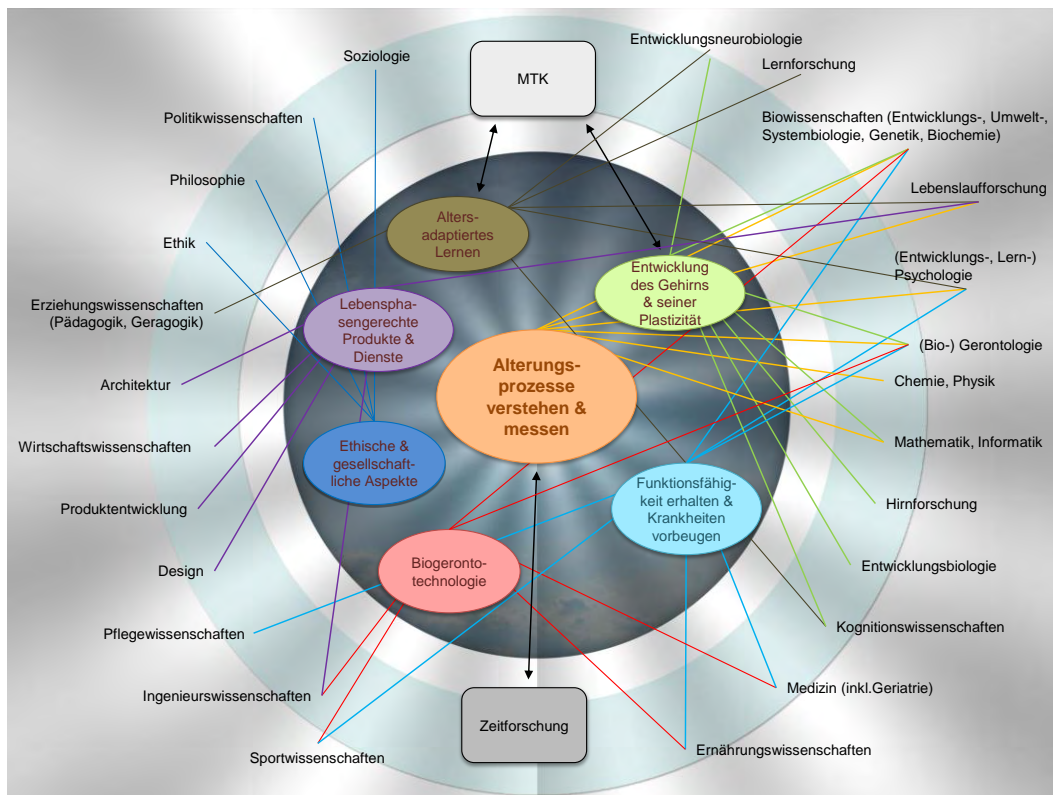 Soziologie
MTK
Entwicklungsneurobiologie
Lernforschung
Politikwissenschaften
Biowissenschaften (Entwicklungs-, Umwelt-,
Systembiologie, Genetik, Biochemie)
Philosophie
Lebenslaufforschung
Alters-
adaptiertes
Lernen
Ethik
(Entwicklungs-, Lern-)
Psychologie
Entwicklung
des Gehirns
& seiner
Plastizität
Erziehungswissenschaften
(Pädagogik, Geragogik)
Lebenspha-
sengerechte
Produkte &
Dienste
(Bio-) Gerontologie
Alterungs-
prozesse
verstehen &
messen
Architektur
Chemie, Physik
Wirtschaftswissenschaften
Mathematik, Informatik
Ethische &
gesellschaft-
liche Aspekte
Funktionsfähig-
keit erhalten &
Krankheiten
vorbeugen
Produktentwicklung
Hirnforschung
Design
Biogeronto-
technologie
Entwicklungsbiologie
Pflegewissenschaften
Kognitionswissenschaften
Ingenieurswissenschaften
Medizin (inkl.Geriatrie)
Zeitforschung
Sportwissenschaften
Ernährungswissenschaften